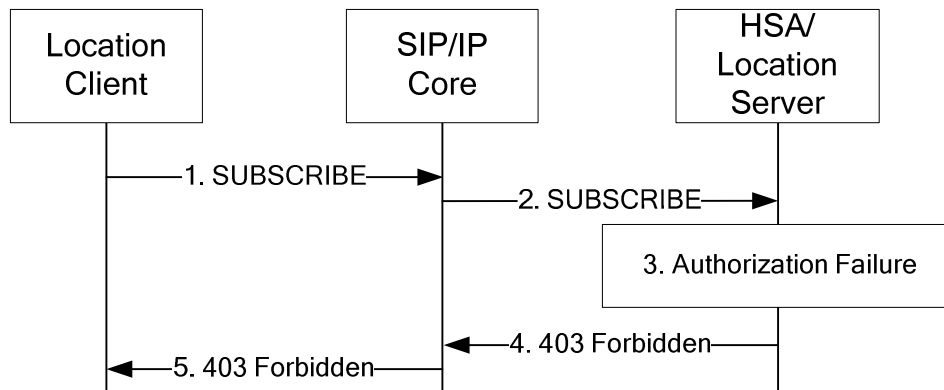 Location
Client
SIP/IP
Core
HSA/
Location
Server
1. SUBSCRIBE
2. SUBSCRIBE
3. Authorization Failure
4. 403 Forbidden
5. 403 Forbidden